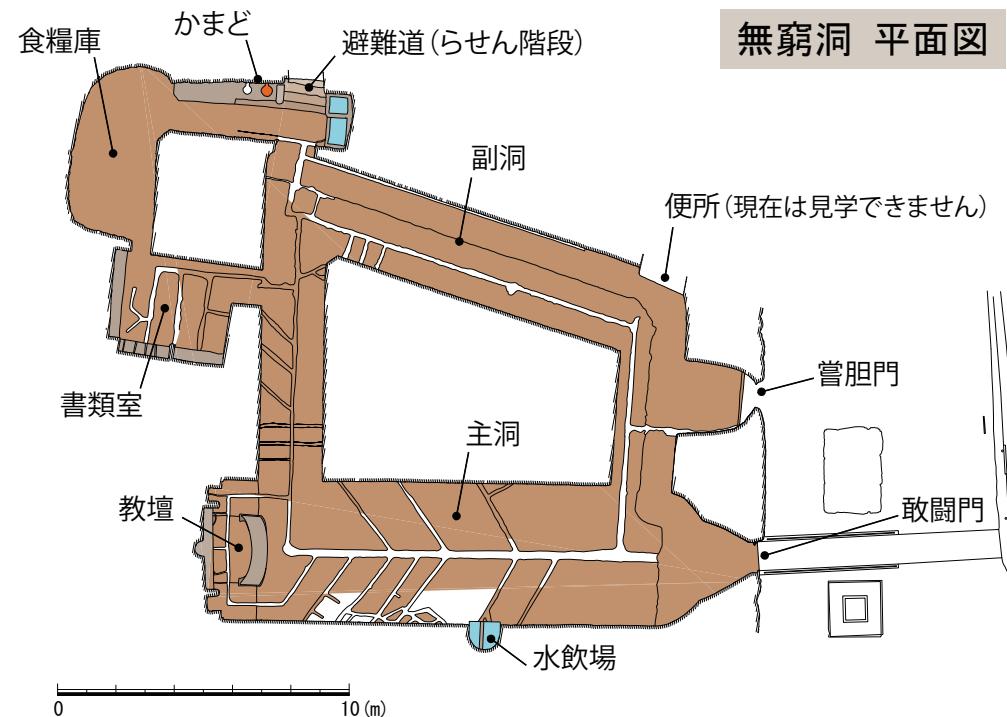 無窮洞 平面図
かまど
食糧庫
避難道(らせん階段)
副洞
便所(現在は見学できません)
嘗胆門
書類室
主洞
教壇
敢闘門
水飲場
0
10(m)